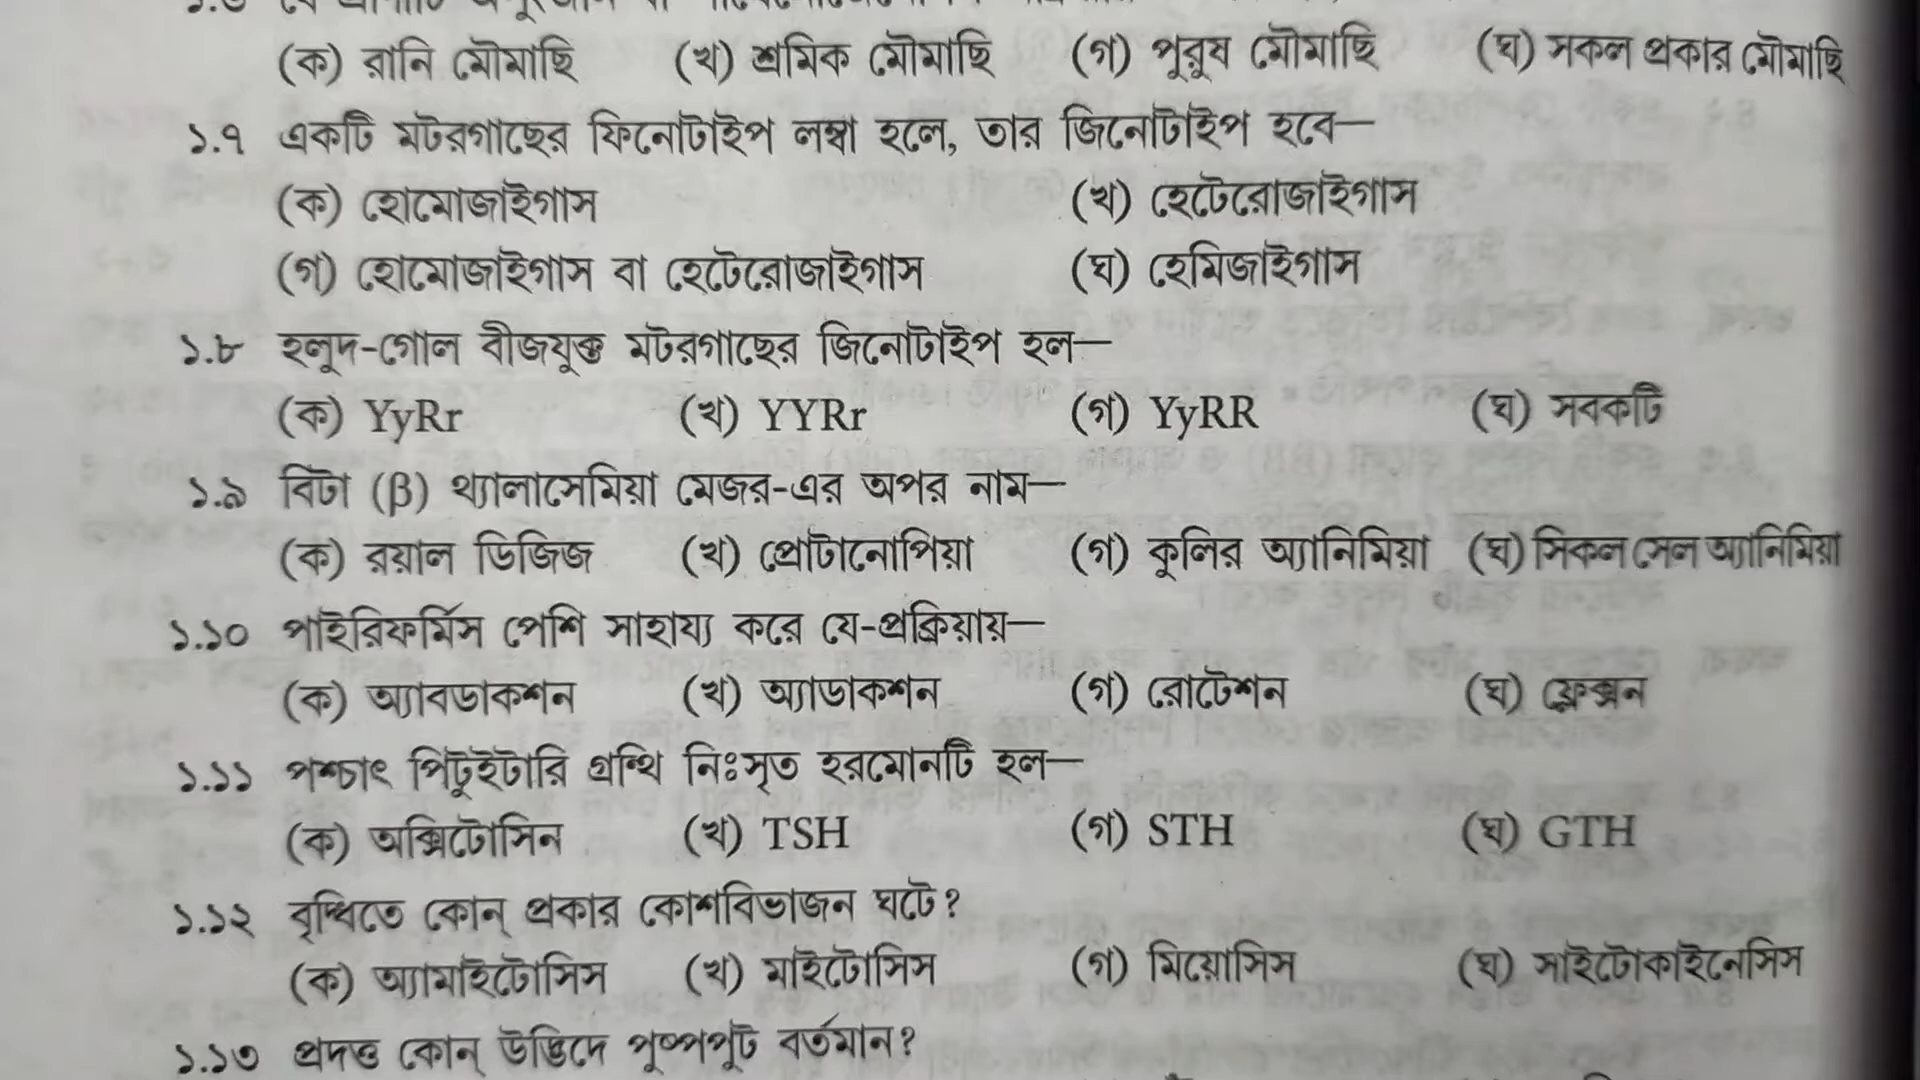 (ক) রানি মৌমাছি (খ) শ্রমিক মৌমাছি (গ) পুরুষ মৌমাছি (ঘ) সকল প্রকার মৌমাছি
১.৭ একটি মটরগাছের ফিনোটাইপ লম্বা হলে, তার জিনোটাইপ হবে—
(ক) হোমোজাইগাস (খ) হেটেরোজাইগাস
(গ) হোমোজাইগাস বা হেটেরোজাইগাস (ঘ) হেমিজাইগাস
১.৮ হলুদ-গোল বীজযুক্ত মটরগাছের জিনোটাইপ হল—
(ক) YyRr (খ) YYRr (গ) YyRR (ঘ) সবকটি
১.৯ বিটা (β) থ্যালাসেমিয়া মেজর-এর অপর নাম—
(ক) রয়াল ডিজিজ (খ) প্রোটানোপিয়া (গ) কুলির অ্যানিমিয়া (ঘ) সিকল সেল অ্যানিমিয়া
১.১০ পাইরিফর্মিস পেশি সাহায্য করে যে-প্রক্রিয়ায়—
(ক) অ্যাবডাকশন (খ) অ্যাডাকশন (গ) রোটেশন (ঘ) ফ্লেক্সন
১.১১ পশ্চাৎ পিটুইটারি গ্রন্থি নিঃসৃত হরমোনটি হল—
(ক) অক্সিটোসিন (খ) TSH (গ) STH (ঘ) GTH
১.১২ বৃদ্ধিতে কোন্ প্রকার কোশবিভাজন ঘটে?
(ক) অ্যামাইটোসিস (খ) মাইটোসিস (গ) মিয়োসিস (ঘ) সাইটোকাইনেসিস
১.১৩ প্রদত্ত কোন্ উদ্ভিদে পুষ্পপুট বর্তমান?